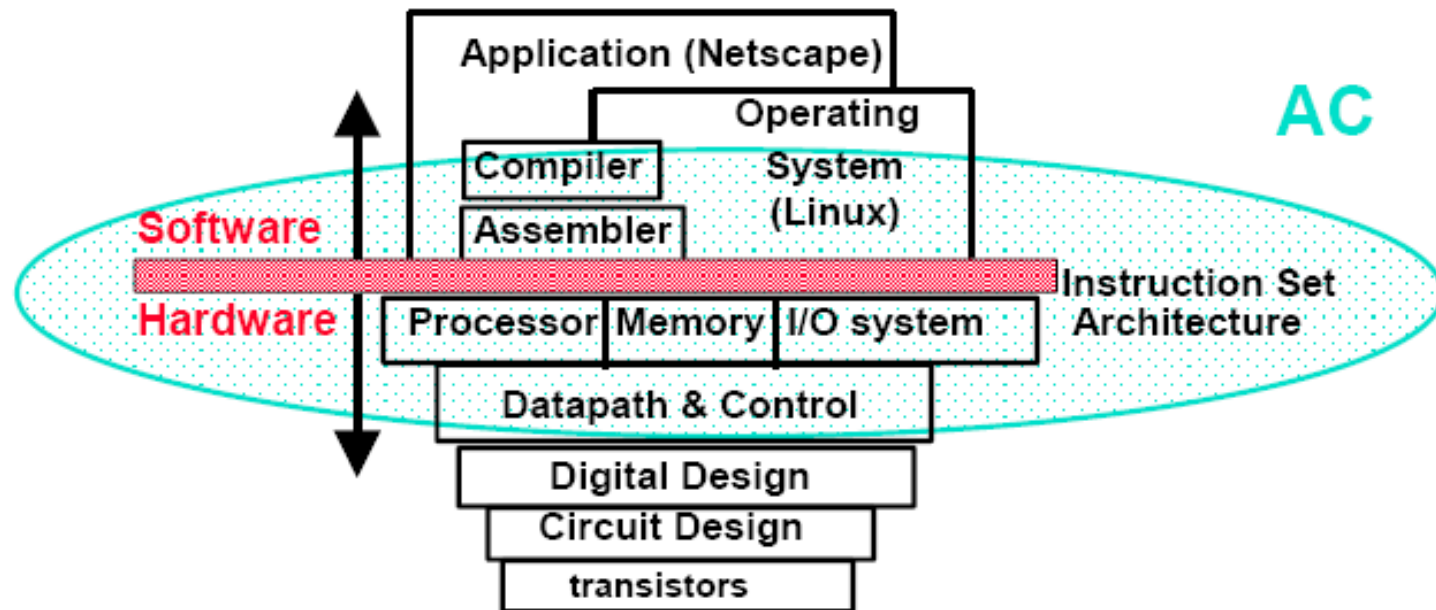 Application (Netscape)
AC
Operating
Compiler
System
(Linux)
Assembler
Software
Instruction Set
Architecture
Hardware
Processor
Memory
I/O system
Datapath & Control
Digital Design
Circuit Design
transistors